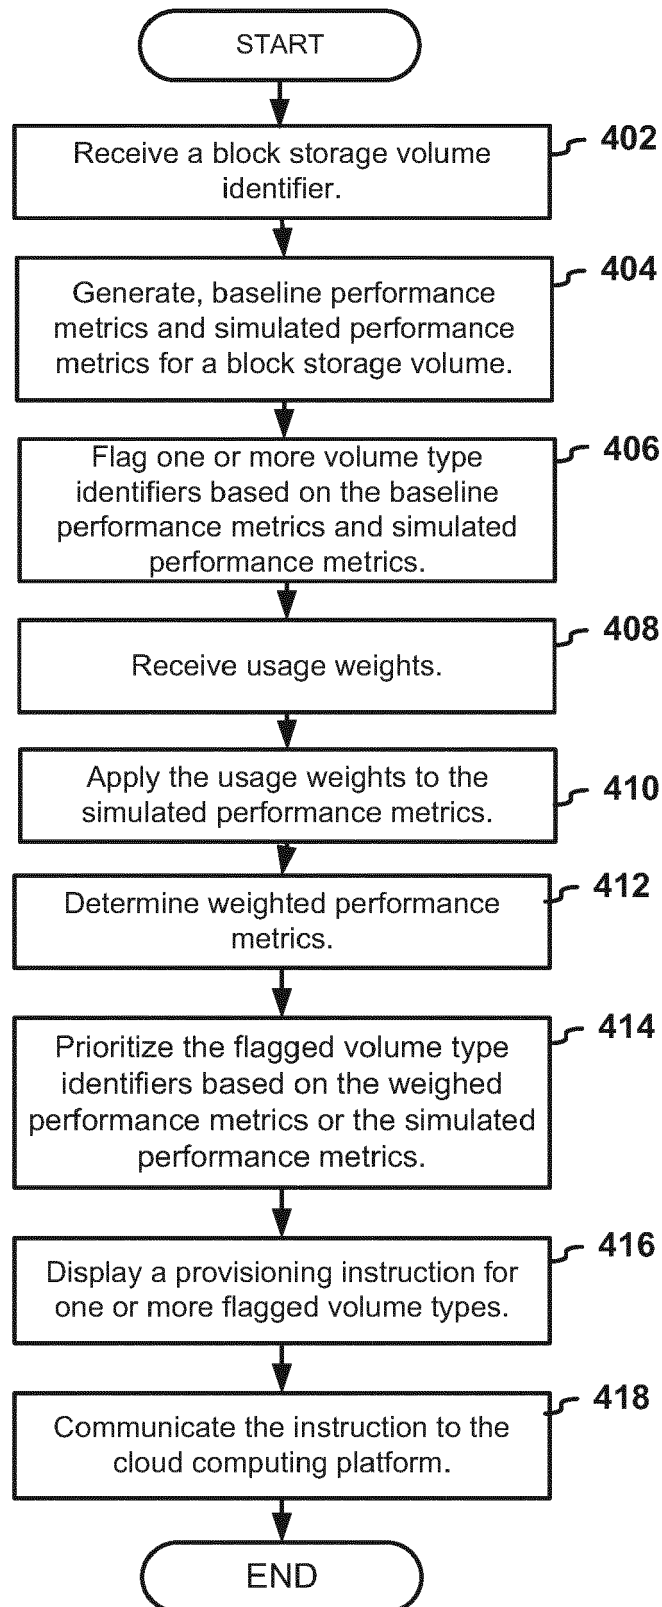 START
402
Receive a block storage volume
identifier.
404
Generate, baseline performance
metrics and simulated performance
metrics for a block storage volume.
406
Flag one or more volume type
identifiers based on the baseline
performance metrics and simulated
performance metrics.
408
Receive usage weights.
410
Apply the usage weights to the
simulated performance metrics.
412
Determine weighted performance
metrics.
414
Prioritize the flagged volume type
identifiers based on the weighed
performance metrics or the simulated
performance metrics.
416
Display a provisioning instruction for
one or more flagged volume types.
418
Communicate the instruction to the
cloud computing platform.
END